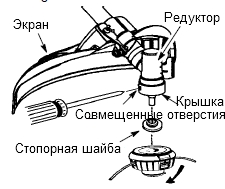 Экран
Редуктор
Крышка
Совмещенные отверстия
Стопорная шайба